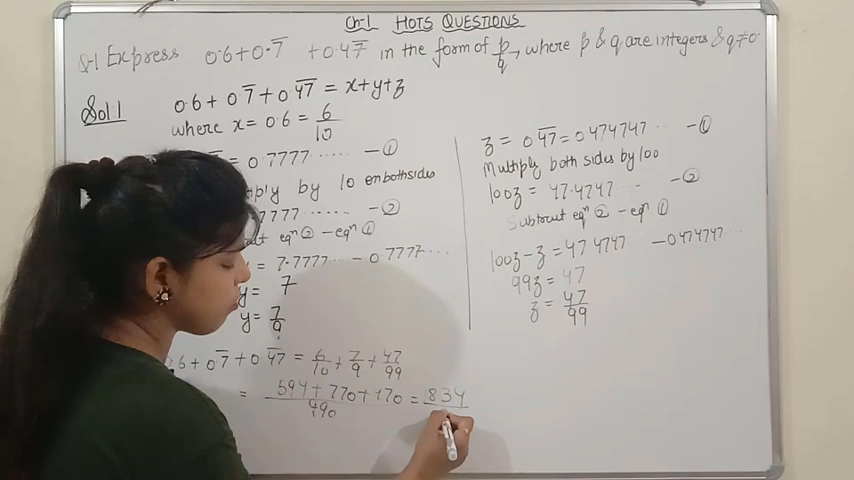 Ch-1 HOTS QUESTIONS
Q.1 Express 0.6+0.7̅ +0.4̅7̅ in the form of p/q, where p & q are integers & q≠0.
Sol 1
0.6 + 0.7̅ + 0.4̅7̅ = x+y+z
where x = 0.6 = 6/10
= 0.7777...... —①
by 10 on both sides
7777 ...... —②
eqⁿ ② - eqⁿ ①
= 7.7777... - 0.7777...
y = 7
y = 7/9
z = 0.4̅7̅ = 0.474747.. —①
Multiply both sides by 100
100z = 47.4747... —②
Subtract eqⁿ ② - eqⁿ ①
100z - z = 47.4747... - 0.474747...
99z = 47
z = 47/99
.6 + 0.7̅ + 0.4̅7̅ = 6/10 + 7/9 + 47/99
= 594 + 770 + 470 / 990 = 834